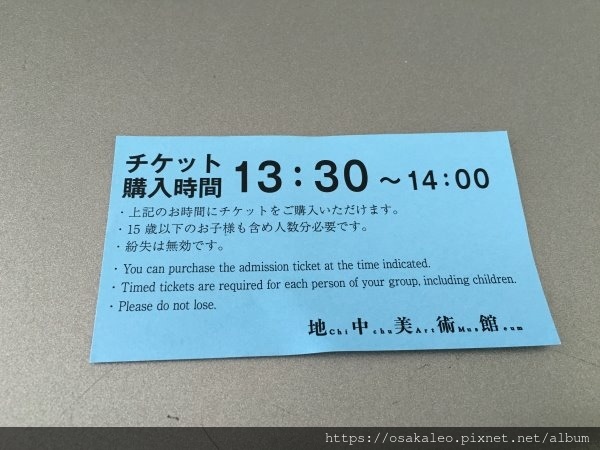 チケット
購入時間 13：30～14：00
・上記のお時間にチケットをご購入いただけます。
・15歳以下のお子様も含め人数分必要です。
・紛失は無効です。
・You can purchase the admission ticket at the time indicated.
・Timed tickets are required for each person of your group, including children.
・Please do not lose.
地Chi中chu美Art術Mus館eum
https://osakaleo.pixnet.net/album